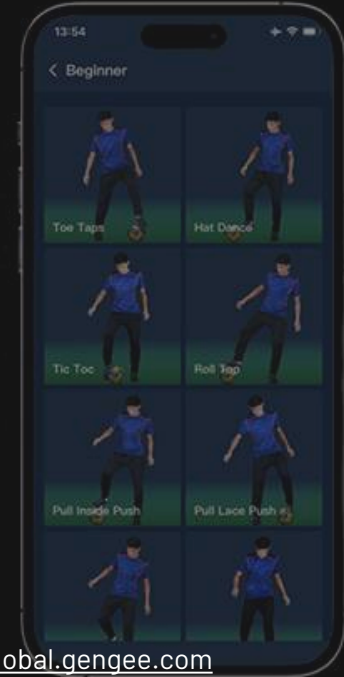 13:54
< Beginner
Toe Taps
Hat Dance
Tic Toc
Roll Top
Pull Inside Push
Pull Lace Push
obal.gengee.com